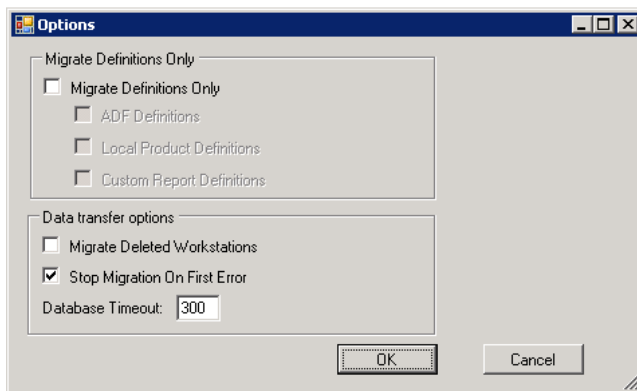 Options
Migrate Definitions Only
Migrate Definitions Only
ADF Definitions
Local Product Definitions
Custom Report Definitions
Data transfer options
Migrate Deleted Workstations
Stop Migration On First Error
Database Timeout: 300
OK Cancel